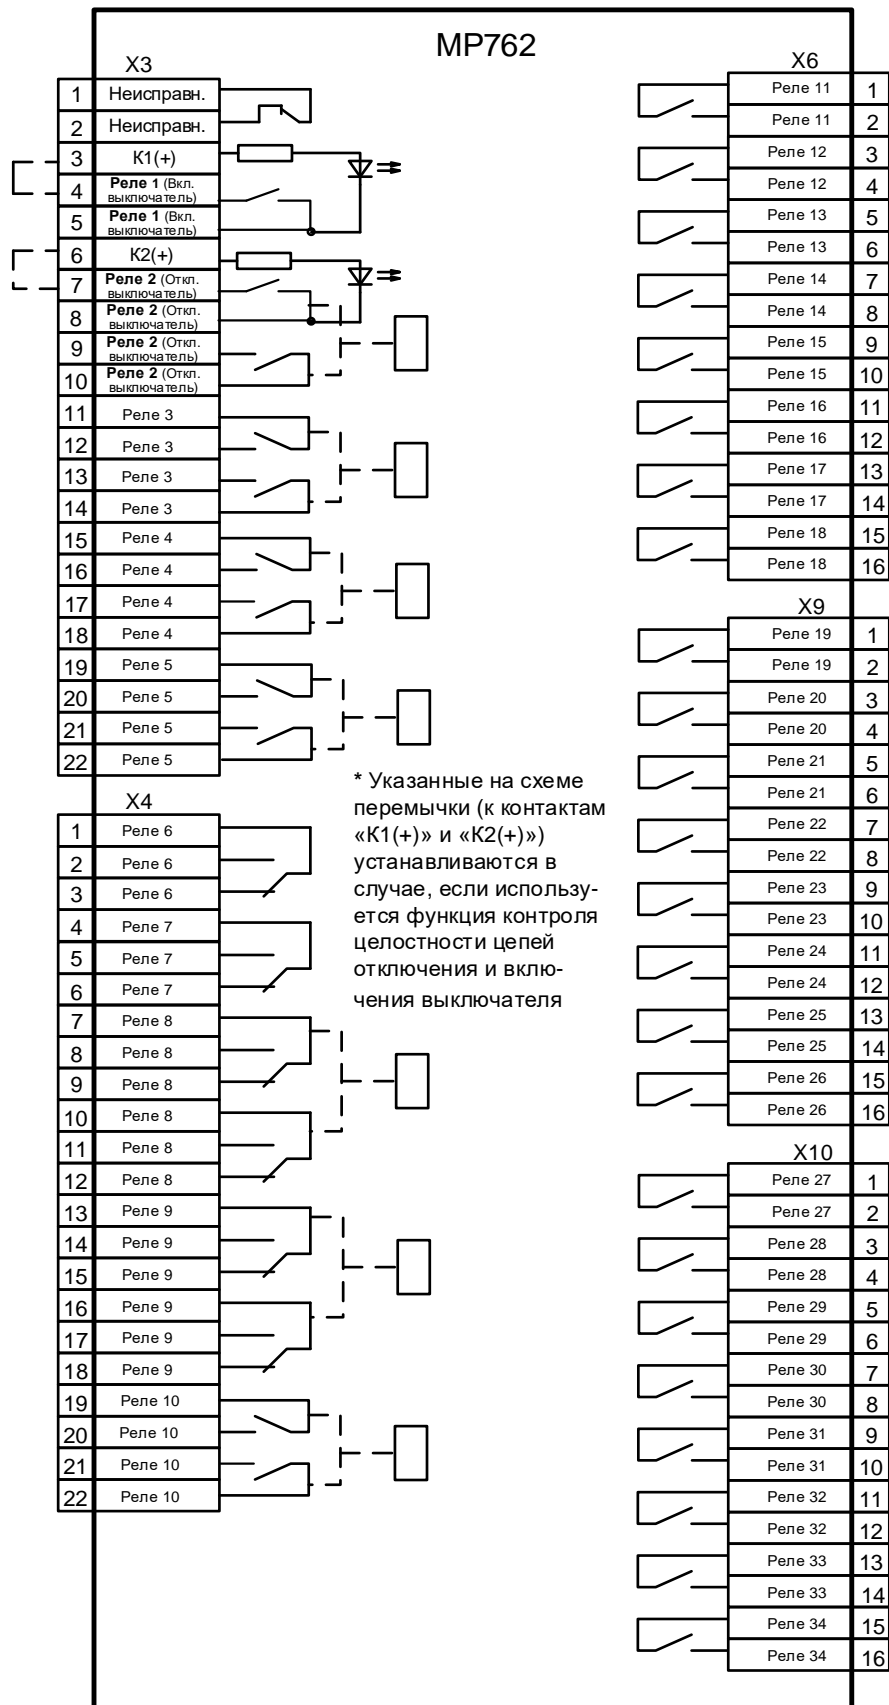 МР762
X3
1 Неисправн.
2 Неисправн.
3 К1(+)
4 Реле 1 (Вкл.
выключатель)
5 Реле 1 (Вкл.
выключатель)
6 К2(+)
7 Реле 2 (Откл.
выключатель)
8 Реле 2 (Откл.
выключатель)
9 Реле 2 (Откл.
выключатель)
10 Реле 2 (Откл.
выключатель)
11 Реле 3
12 Реле 3
13 Реле 3
14 Реле 3
15 Реле 4
16 Реле 4
17 Реле 4
18 Реле 4
19 Реле 5
20 Реле 5
21 Реле 5
22 Реле 5
X4
1 Реле 6
2 Реле 6
3 Реле 6
4 Реле 7
5 Реле 7
6 Реле 7
7 Реле 8
8 Реле 8
9 Реле 8
10 Реле 8
11 Реле 8
12 Реле 8
13 Реле 9
14 Реле 9
15 Реле 9
16 Реле 9
17 Реле 9
18 Реле 9
19 Реле 10
20 Реле 10
21 Реле 10
22 Реле 10
* Указанные на схеме
перемычки (к контактам
«К1(+)» и «К2(+)»)
устанавливаются в
случае, если использу-
ется функция контроля
целостности цепей
отключения и вклю-
чения выключателя
X6
Реле 11 1
Реле 11 2
Реле 12 3
Реле 12 4
Реле 13 5
Реле 13 6
Реле 14 7
Реле 14 8
Реле 15 9
Реле 15 10
Реле 16 11
Реле 16 12
Реле 17 13
Реле 17 14
Реле 18 15
Реле 18 16
X9
Реле 19 1
Реле 19 2
Реле 20 3
Реле 20 4
Реле 21 5
Реле 21 6
Реле 22 7
Реле 22 8
Реле 23 9
Реле 23 10
Реле 24 11
Реле 24 12
Реле 25 13
Реле 25 14
Реле 26 15
Реле 26 16
X10
Реле 27 1
Реле 27 2
Реле 28 3
Реле 28 4
Реле 29 5
Реле 29 6
Реле 30 7
Реле 30 8
Реле 31 9
Реле 31 10
Реле 32 11
Реле 32 12
Реле 33 13
Реле 33 14
Реле 34 15
Реле 34 16